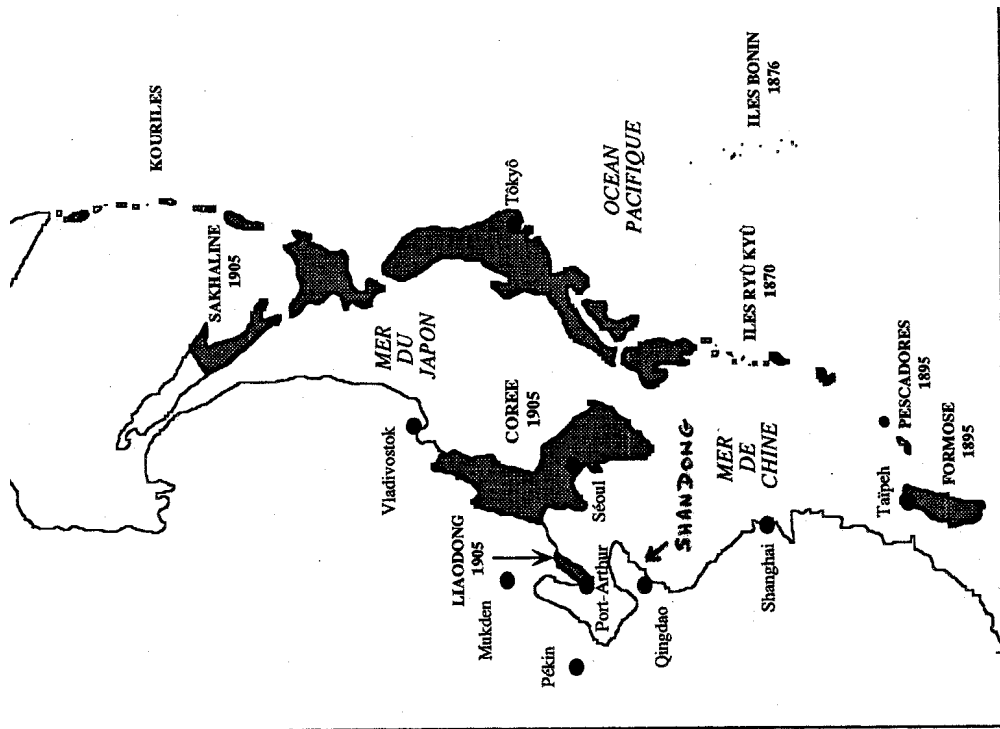 KOURILES
SAKHALINE
1905
MER
DU
JAPON
Vladivostok
COREE
1905
Séoul
LIAODONG
1905
Mukden
Pékin
Port-Arthur
Qingdao
SHANDONG
Shanghai
MER
DE
CHINE
Tôkyô
OCEAN
PACIFIQUE
ILES BONIN
1876
ILES RYÛ KYÛ
1870
PESCADORES
1895
Taïpeh
FORMOSE
1895